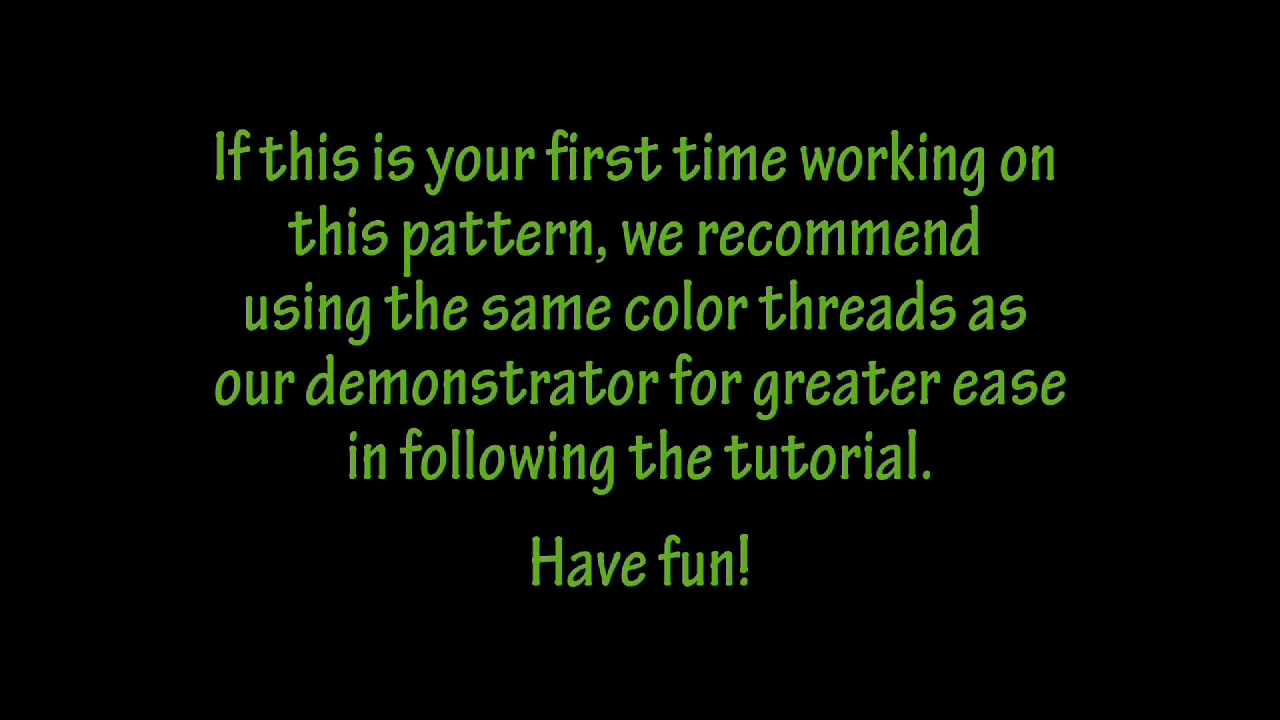 If this is your first time working on
this pattern, we recommend
using the same color threads as
our demonstrator for greater ease
in following the tutorial.
Have fun!